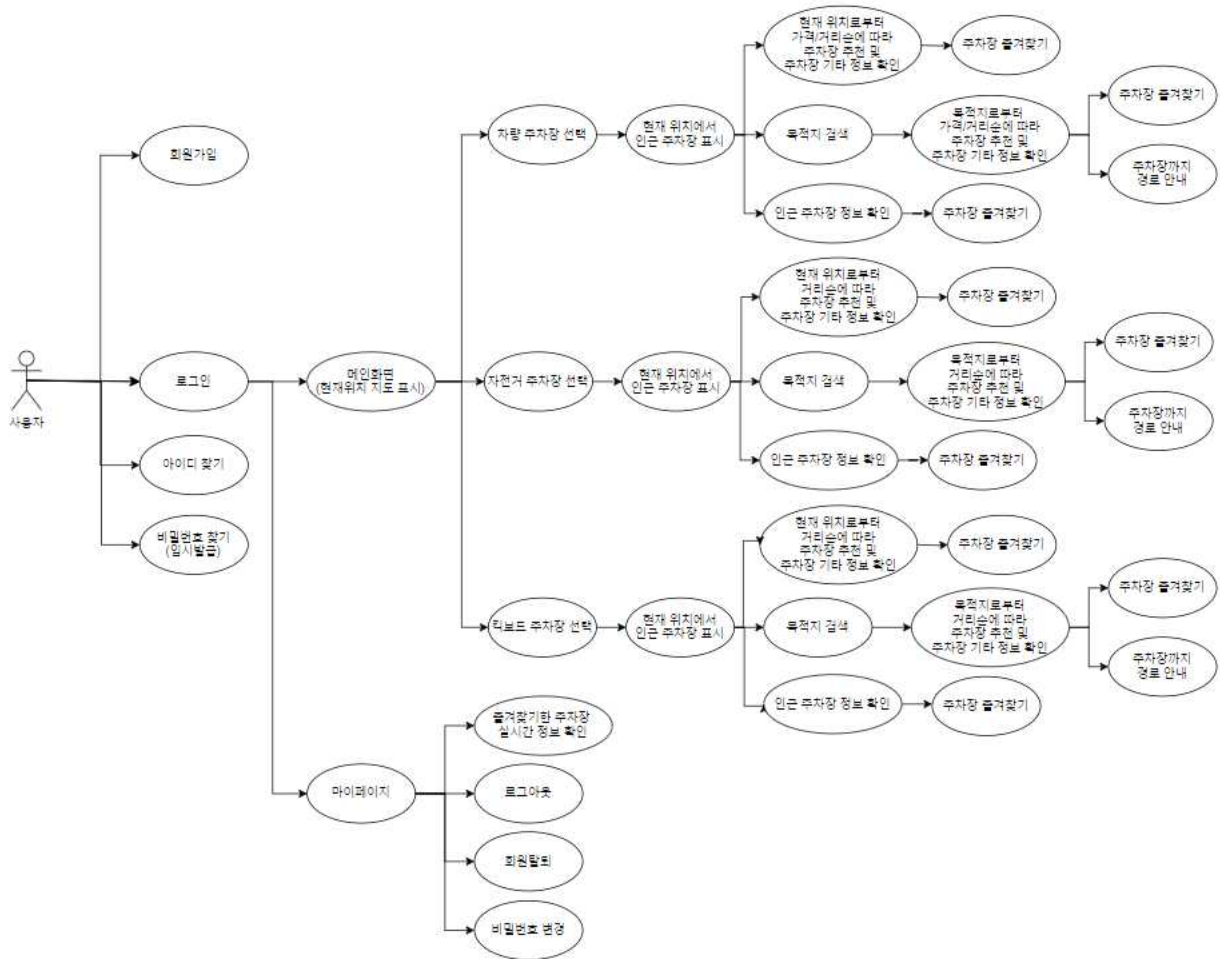 현재 위치로부터
가격/거리순에 따라
주차장 추천 및
주차장 기타 정보 확인
주차장 즐겨찾기
차량 주차장 선택
현재 위치에서
인근 주차장 표시
목적지 검색
목적지로부터
가격/거리순에 따라
주차장 추천 및
주차장 기타 정보 확인
주차장 즐겨찾기
주차장까지
경로 안내
인근 주차장 정보 확인
주차장 즐겨찾기
회원가입
현재 위치로부터
거리순에 따라
주차장 추천 및
주차장 기타 정보 확인
주차장 즐겨찾기
사용자
로그인
메인화면
(현재위치 지도 표시)
자전거 주차장 선택
현재 위치에서
인근 주차장 표시
목적지 검색
목적지로부터
거리순에 따라
주차장 추천 및
주차장 기타 정보 확인
주차장 즐겨찾기
주차장까지
경로 안내
인근 주차장 정보 확인
주차장 즐겨찾기
아이디 찾기
비밀번호 찾기
(임시발급)
현재 위치로부터
거리순에 따라
주차장 추천 및
주차장 기타 정보 확인
주차장 즐겨찾기
킥보드 주차장 선택
현재 위치에서
인근 주차장 표시
목적지 검색
목적지로부터
거리순에 따라
주차장 추천 및
주차장 기타 정보 확인
주차장 즐겨찾기
주차장까지
경로 안내
인근 주차장 정보 확인
주차장 즐겨찾기
마이페이지
즐겨찾기한 주차장
실시간 정보 확인
로그아웃
회원탈퇴
비밀번호 변경